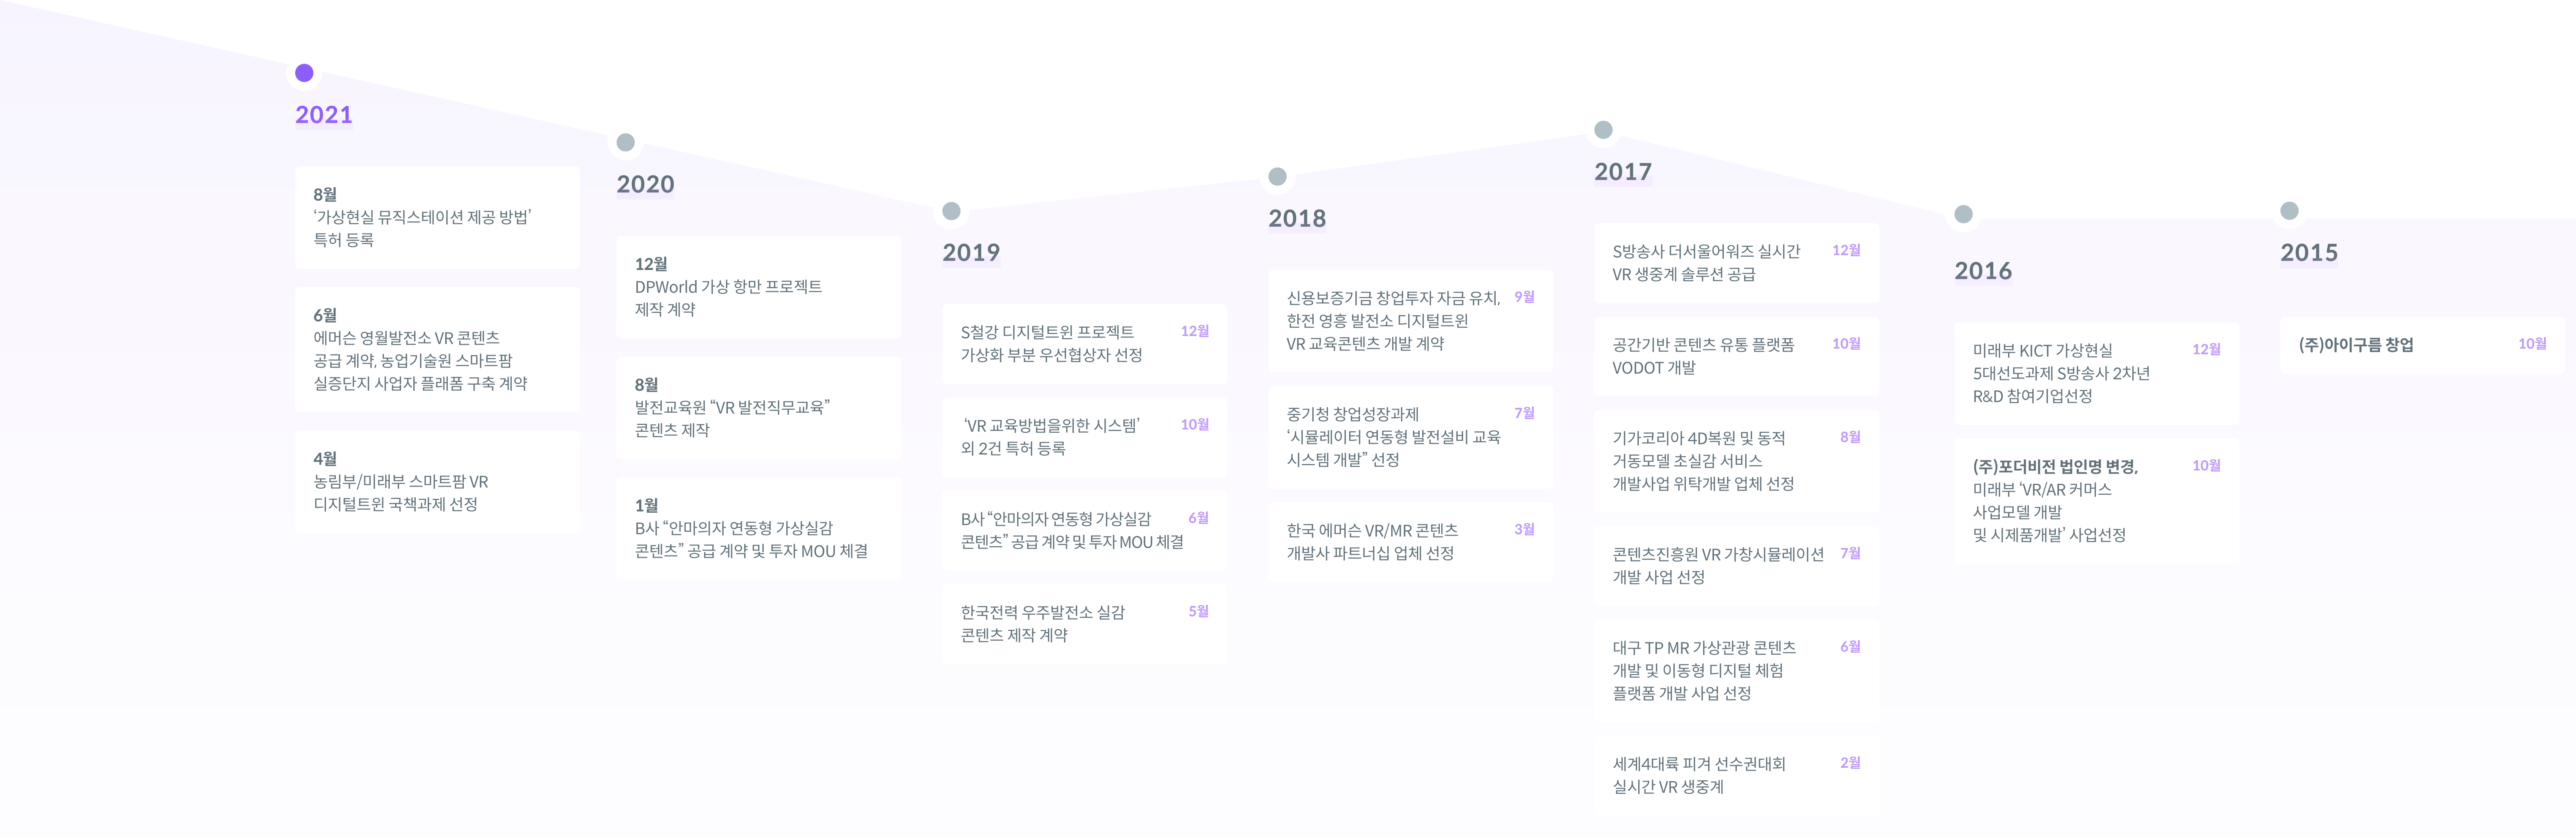 2021
8월
‘가상현실 뮤직스테이션 제공 방법’
특허 등록
6월
에머슨 영월발전소 VR 콘텐츠
공급 계약, 농업기술원 스마트팜
실증단지 사업자 플래폼 구축 계약
4월
농림부/미래부 스마트팜 VR
디지털트윈 국책과제 선정
2020
12월
DPWorld 가상 항만 프로젝트
제작 계약
8월
발전교육원 “VR 발전직무교육”
콘텐츠 제작
1월
B사 “안마의자 연동형 가상실감
콘텐츠” 공급 계약 및 투자 MOU 체결
2019
S철강 디지털트윈 프로젝트 12월
가상화 부분 우선협상자 선정
‘VR 교육방법을위한 시스템’ 10월
외 2건 특허 등록
B사 “안마의자 연동형 가상실감 6월
콘텐츠” 공급 계약 및 투자 MOU 체결
한국전력 우주발전소 실감 5월
콘텐츠 제작 계약
2018
신용보증기금 창업투자 자금 유치, 9월
한전 영흥 발전소 디지털트윈
VR 교육콘텐츠 개발 계약
중기청 창업성장과제 7월
‘시뮬레이터 연동형 발전설비 교육
시스템 개발” 선정
한국 에머슨 VR/MR 콘텐츠 3월
개발사 파트너십 업체 선정
2017
S방송사 더서울어워즈 실시간 12월
VR 생중계 솔루션 공급
공간기반 콘텐츠 유통 플랫폼 10월
VODOT 개발
기가코리아 4D복원 및 동적 8월
거동모델 초실감 서비스
개발사업 위탁개발 업체 선정
콘텐츠진흥원 VR 가창시뮬레이션 7월
개발 사업 선정
대구 TP MR 가상관광 콘텐츠 6월
개발 및 이동형 디지털 체험
플랫폼 개발 사업 선정
세계4대륙 피겨 선수권대회 2월
실시간 VR 생중계
2016
미래부 KICT 가상현실 12월
5대선도과제 S방송사 2차년
R&D 참여기업선정
(주)포더비전 법인명 변경, 10월
미래부 ‘VR/AR 커머스
사업모델 개발
및 시제품개발’ 사업선정
2015
(주)아이구름 창업 10월